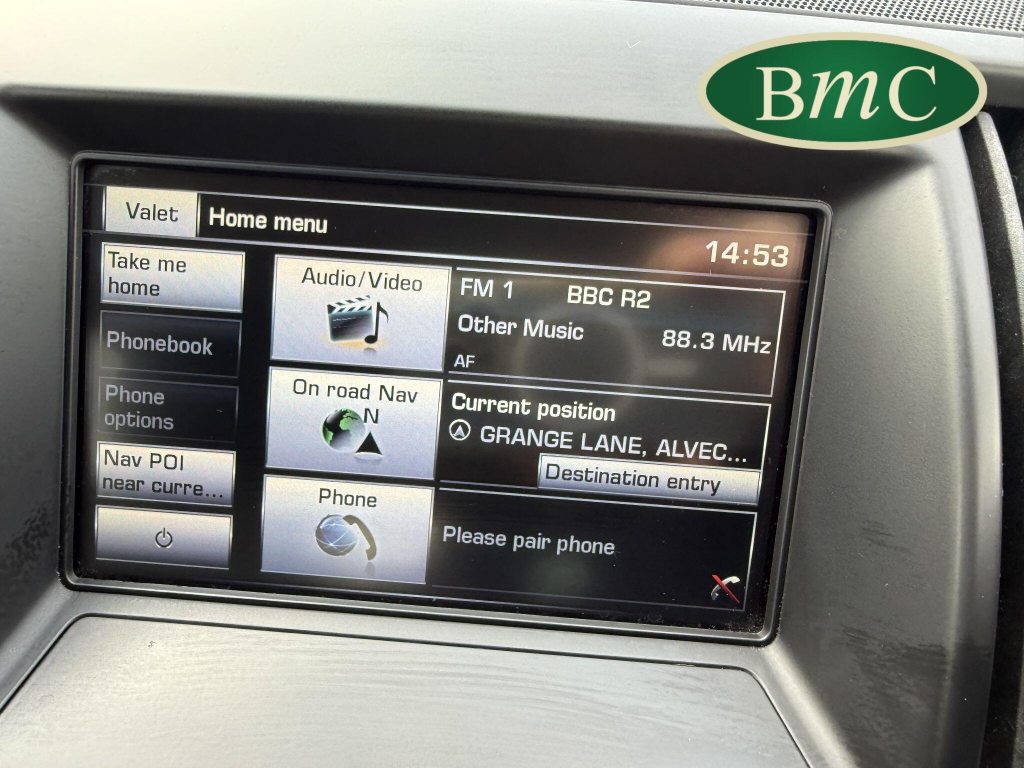 BmC
Valet
Home menu
14:53
Take me
home
Phonebook
Phone
options
Nav POI
near curre...
Audio/Video
FM 1
BBC R2
Other Music
88.3 MHz
AF
On road Nav
N
Current position
GRANGE LANE, ALVEC...
Destination entry
Phone
Please pair phone